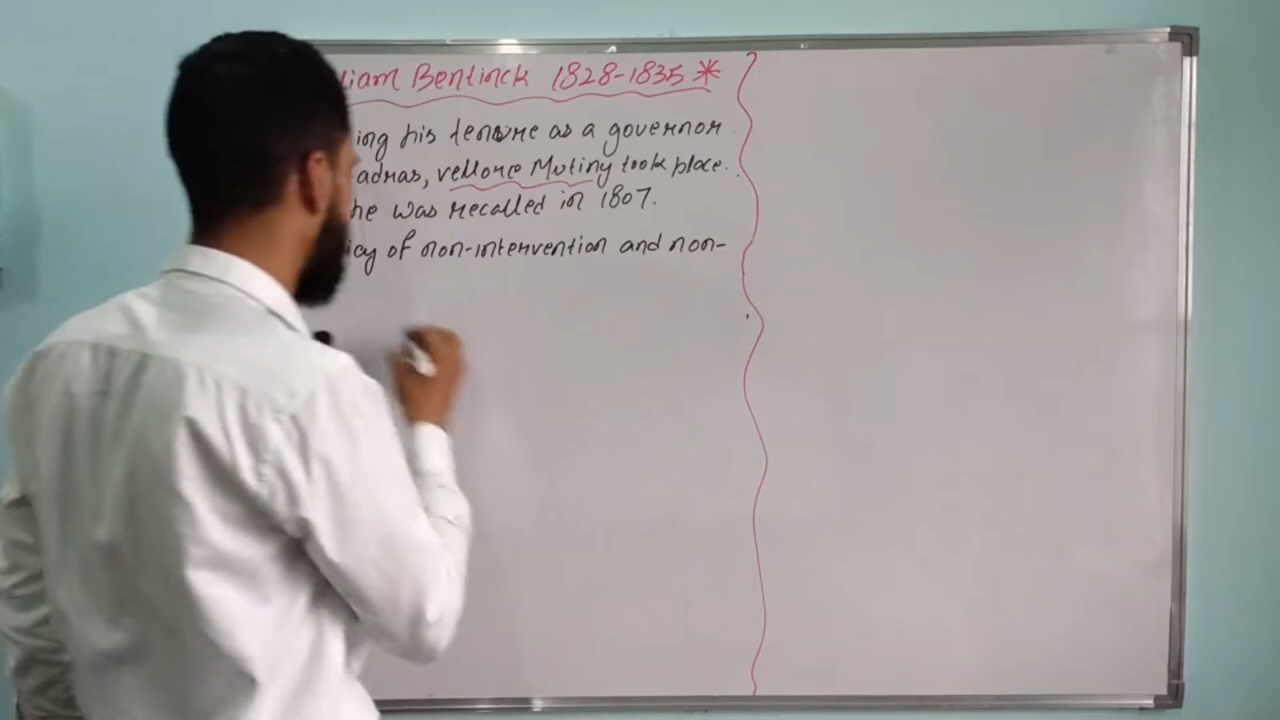 liam Bentinck 1828-1835 *
ing his tenure as a governor
adras, vellore Mutiny took place.
he was recalled in 1807.
icy of non-intervention and non-